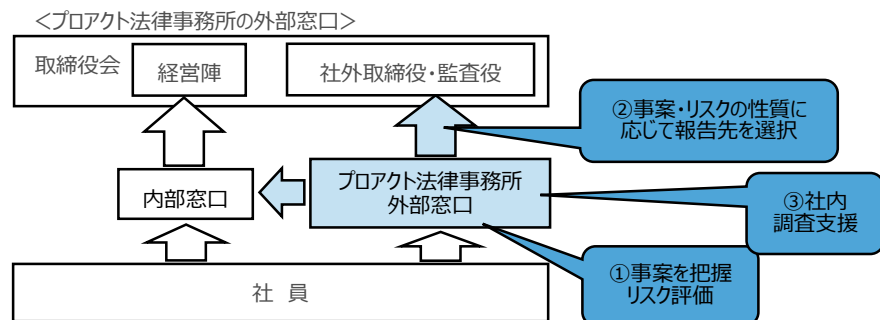 ＜プロアクト法律事務所の外部窓口＞
取締役会
経営陣
社外取締役・監査役
②事案・リスクの性質に
応じて報告先を選択
内部窓口
プロアクト法律事務所
外部窓口
③社内
調査支援
①事案を把握
リスク評価
社 員